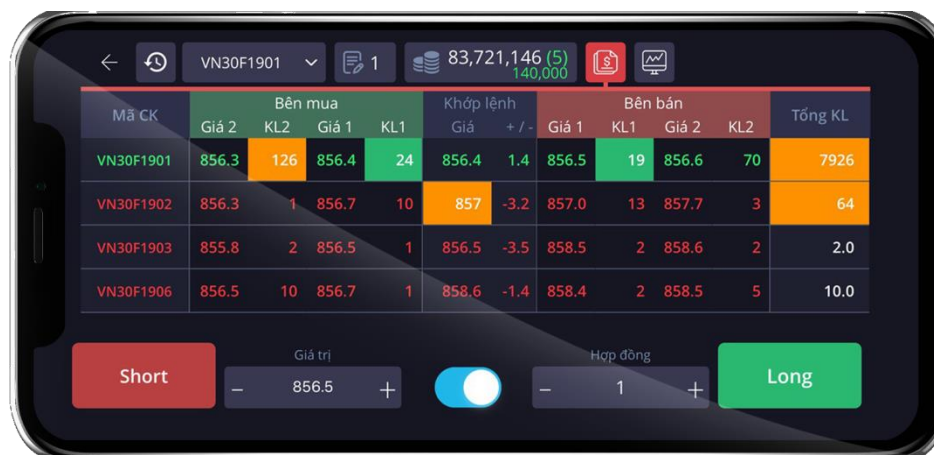 VN30F1901 1 83,721,146 (5)
140,000
Mã CK Bên mua Khớp lệnh Bên bán Tổng KL
Giá 2 KL2 Giá 1 KL1 Giá + / - Giá 1 KL1 Giá 2 KL2
VN30F1901 856.3 126 856.4 24 856.4 1.4 856.5 19 856.6 70 7926
VN30F1902 856.3 1 856.7 10 857 -3.2 857.0 13 857.7 3 64
VN30F1903 855.8 2 856.5 1 856.5 -3.5 858.5 2 858.6 2 2.0
VN30F1906 856.5 10 856.7 1 858.6 -1.4 858.4 2 858.5 5 10.0
Short Giá trị Hợp đồng Long
– 856.5 + – 1 +